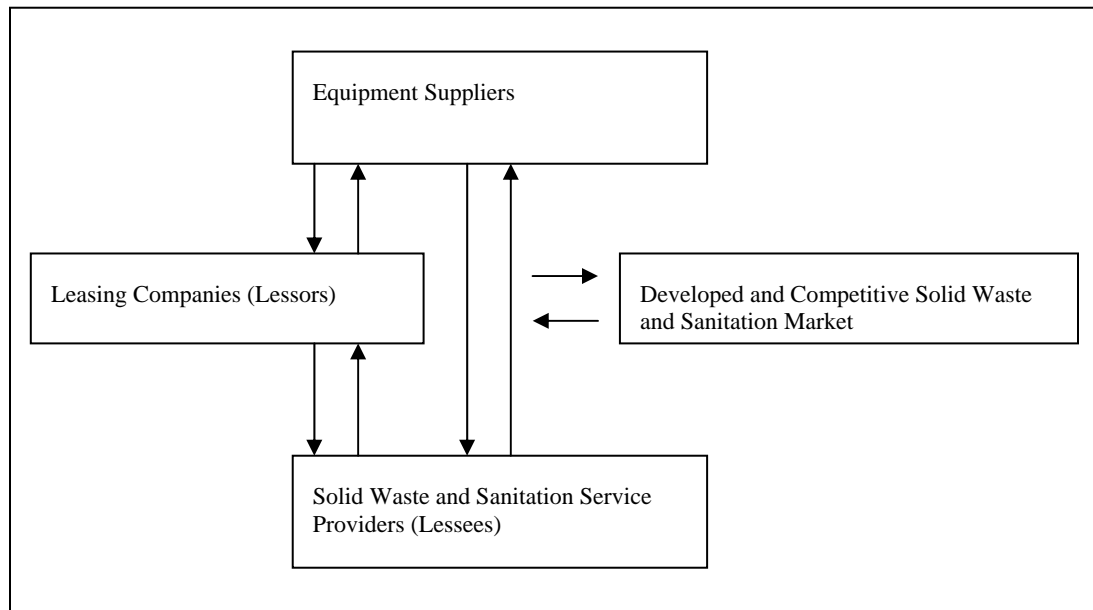 Equipment Suppliers
Leasing Companies (Lessors)
Developed and Competitive Solid Waste
and Sanitation Market
Solid Waste and Sanitation Service
Providers (Lessees)